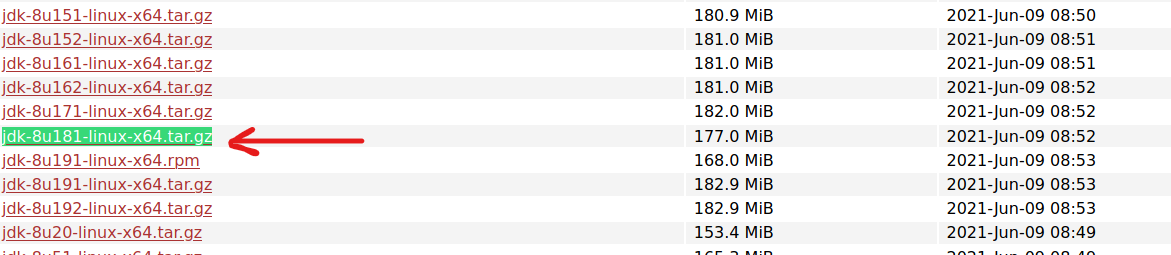 jdk-8u151-linux-x64.tar.gz 180.9 MiB 2021-Jun-09 08:50
jdk-8u152-linux-x64.tar.gz 181.0 MiB 2021-Jun-09 08:51
jdk-8u161-linux-x64.tar.gz 181.0 MiB 2021-Jun-09 08:51
jdk-8u162-linux-x64.tar.gz 181.0 MiB 2021-Jun-09 08:52
jdk-8u171-linux-x64.tar.gz 182.0 MiB 2021-Jun-09 08:52
jdk-8u181-linux-x64.tar.gz 177.0 MiB 2021-Jun-09 08:52
jdk-8u191-linux-x64.rpm 168.0 MiB 2021-Jun-09 08:53
jdk-8u191-linux-x64.tar.gz 182.9 MiB 2021-Jun-09 08:53
jdk-8u192-linux-x64.tar.gz 182.9 MiB 2021-Jun-09 08:53
jdk-8u20-linux-x64.tar.gz 153.4 MiB 2021-Jun-09 08:49